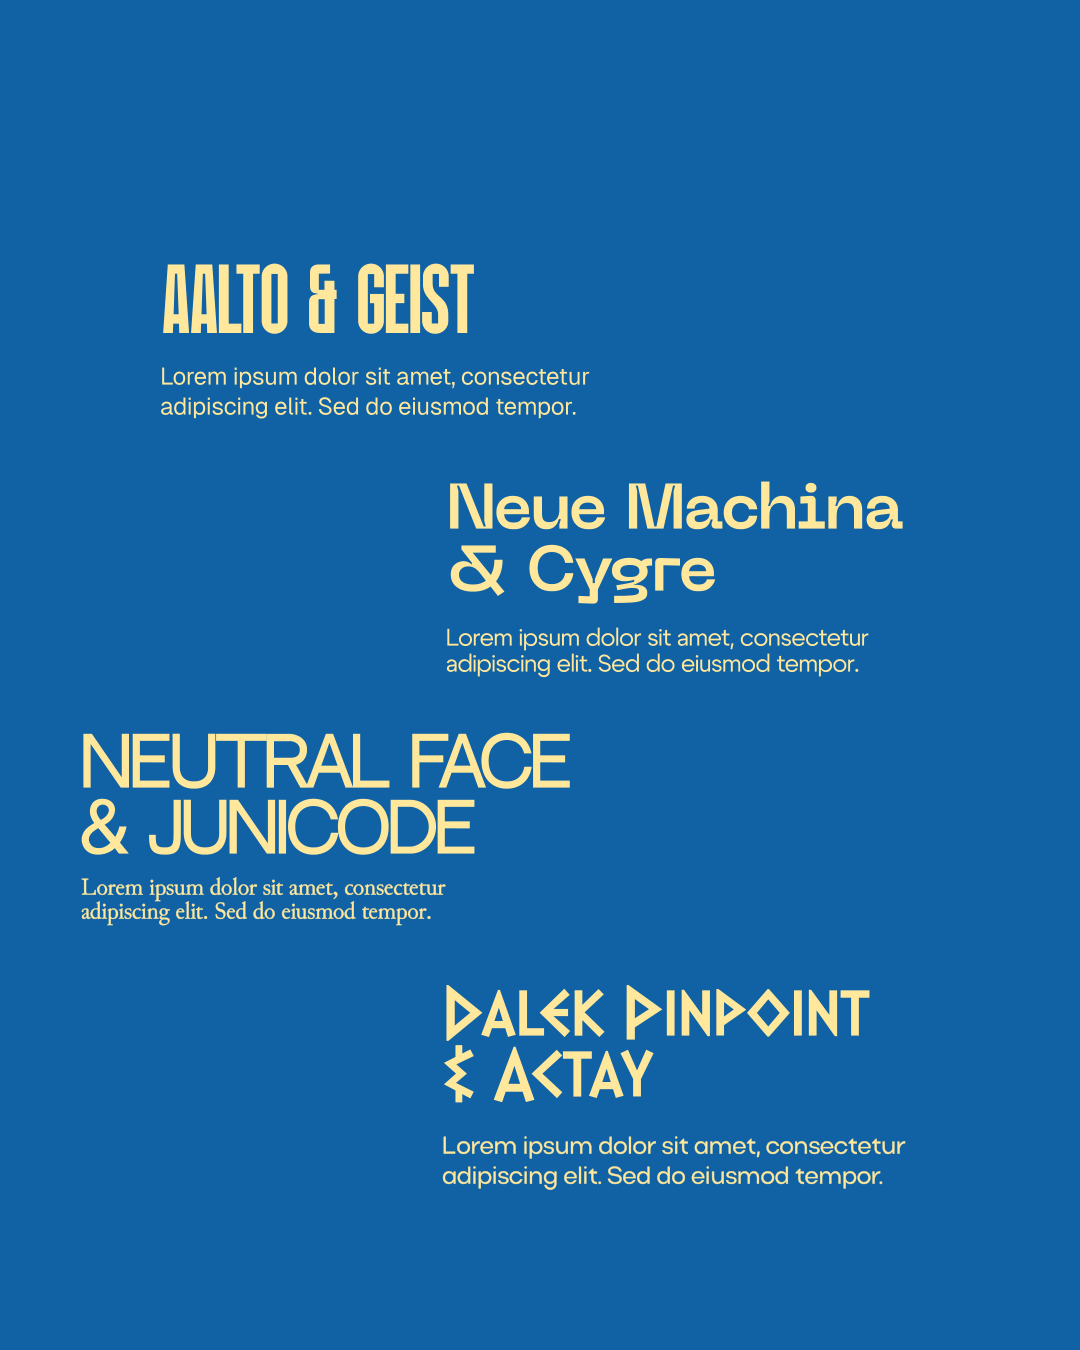 AALTO & GEIST
Lorem ipsum dolor sit amet, consectetur
adipiscing elit. Sed do eiusmod tempor.
Neue Machina
& Cygre
Lorem ipsum dolor sit amet, consectetur
adipiscing elit. Sed do eiusmod tempor.
NEUTRAL FACE
& JUNICODE
Lorem ipsum dolor sit amet, consectetur
adipiscing elit. Sed do eiusmod tempor.
DALEK PINPOINT
& ACTAY
Lorem ipsum dolor sit amet, consectetur
adipiscing elit. Sed do eiusmod tempor.